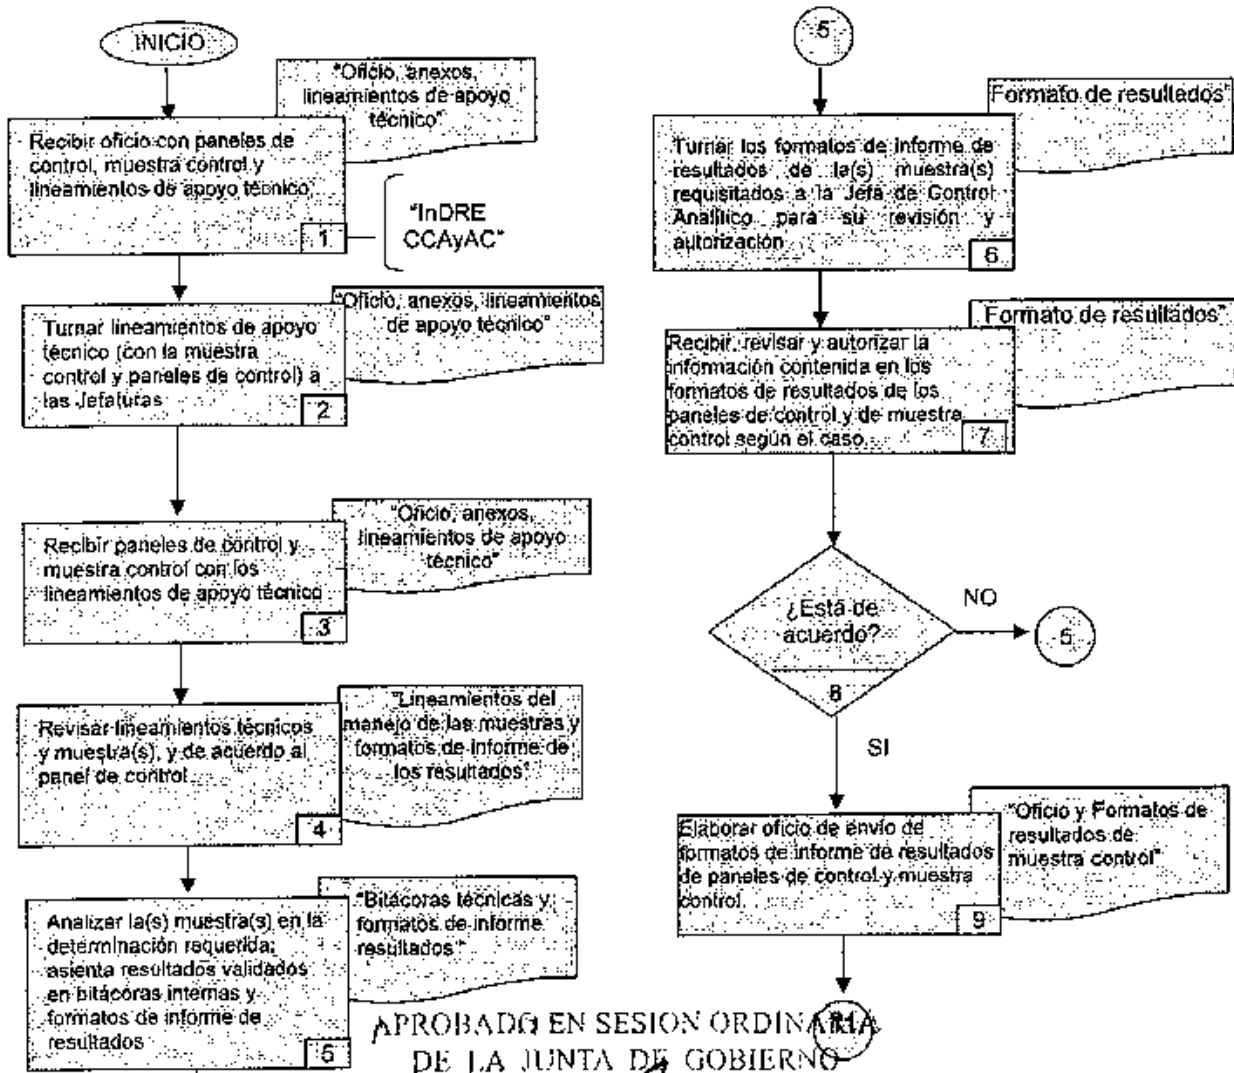 INICIO
"Oficio, anexos,
lineamientos de apoyo
técnico"
Recibir oficio con paneles de
control, muestra control y
lineamientos de apoyo técnico
1
"InDRE
CCAyAC"
"Oficio, anexos, lineamientos
de apoyo técnico"
Turnar lineamientos de apoyo
técnico (con la muestra
control y paneles de control) a
las Jefaturas
2
"Oficio, anexos,
lineamientos de apoyo
técnico"
Recibir paneles de control y
muestra control con los
lineamientos de apoyo técnico
3
"Lineamientos del
manejo de las muestras y
formatos de informe de
los resultados"
Revisar lineamientos técnicos
y muestra(s), y de acuerdo al
panel de control
4
"Bitácoras técnicas y
formatos de informe
resultados"
Analizar la(s) muestra(s) en la
determinación requerida;
asienta resultados validados
en bitácoras internas y
formatos de informe de
resultados
5
5
Formato de resultados"
Turnar los formatos de informe de
resultados de la(s) muestra(s)
requisitados a la Jefa de Control
Analítico para su revisión y
autorización
6
Formato de resultados"
Recibir, revisar y autorizar la
información contenida en los
formatos de resultados de los
paneles de control y de muestra
control según el caso
7
¿Está de
acuerdo?
8
NO
5
SI
"Oficio y Formatos de
resultados de
muestra control"
Elaborar oficio de envío de
formatos de informe de resultados
de paneles de control y muestra
control.
9
APROBADO EN SESION ORDINARIA
DE LA JUNTA DE GOBIERNO